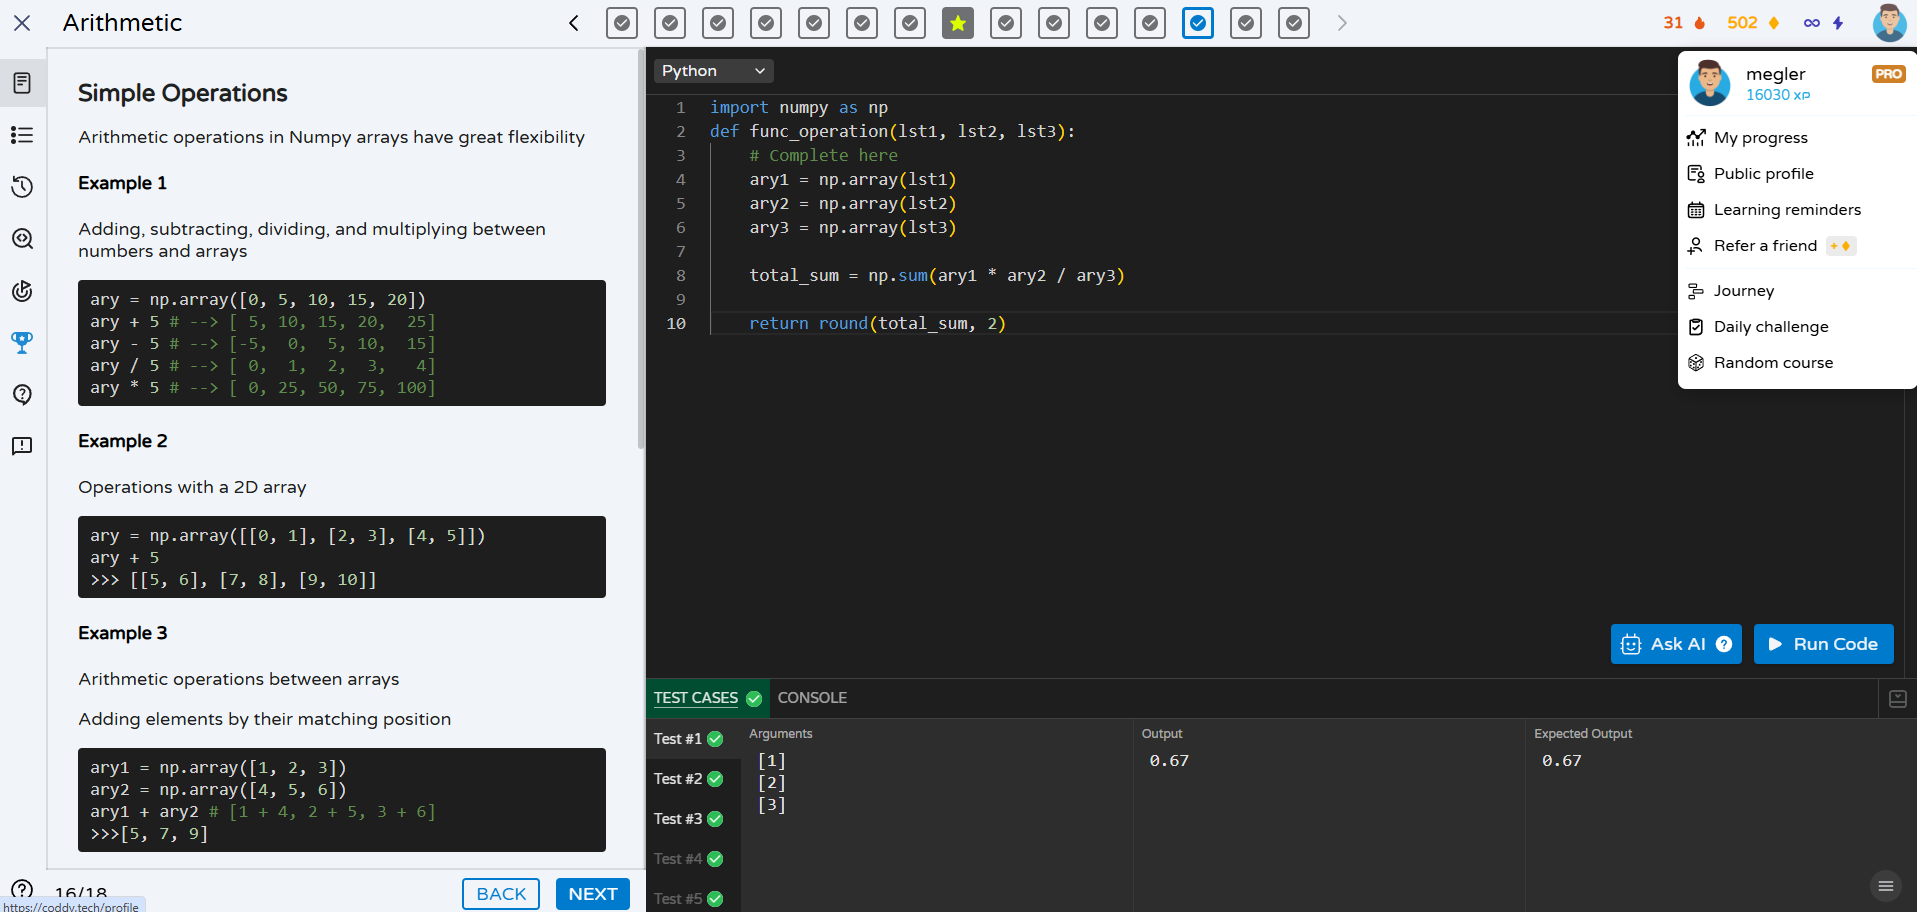 Arithmetic
31
502
∞
megler
PRO
16030 XP
My progress
Public profile
Learning reminders
Refer a friend +
Journey
Daily challenge
Random course
Simple Operations
Arithmetic operations in Numpy arrays have great flexibility
Example 1
Adding, subtracting, dividing, and multiplying between
numbers and arrays
ary = np.array([0, 5, 10, 15, 20])
ary + 5 # --> [ 5, 10, 15, 20,  25]
ary - 5 # --> [-5,  0,  5, 10,  15]
ary / 5 # --> [ 0,  1,  2,  3,   4]
ary * 5 # --> [ 0, 25, 50, 75, 100]
Example 2
Operations with a 2D array
ary = np.array([[0, 1], [2, 3], [4, 5]])
ary + 5
>>> [[5, 6], [7, 8], [9, 10]]
Example 3
Arithmetic operations between arrays
Adding elements by their matching position
ary1 = np.array([1, 2, 3])
ary2 = np.array([4, 5, 6])
ary1 + ary2 # [1 + 4, 2 + 5, 3 + 6]
>>>[5, 7, 9]
16/18
BACK
NEXT
https://coddy.tech/profile
Python
1 import numpy as np
2 def func_operation(lst1, lst2, lst3):
3     # Complete here
4     ary1 = np.array(lst1)
5     ary2 = np.array(lst2)
6     ary3 = np.array(lst3)
7
8     total_sum = np.sum(ary1 * ary2 / ary3)
9
10     return round(total_sum, 2)
Ask AI ?
Run Code
TEST CASES
CONSOLE
Test #1
Test #2
Test #3
Test #4
Test #5
Arguments
[1]
[2]
[3]
Output
0.67
Expected Output
0.67